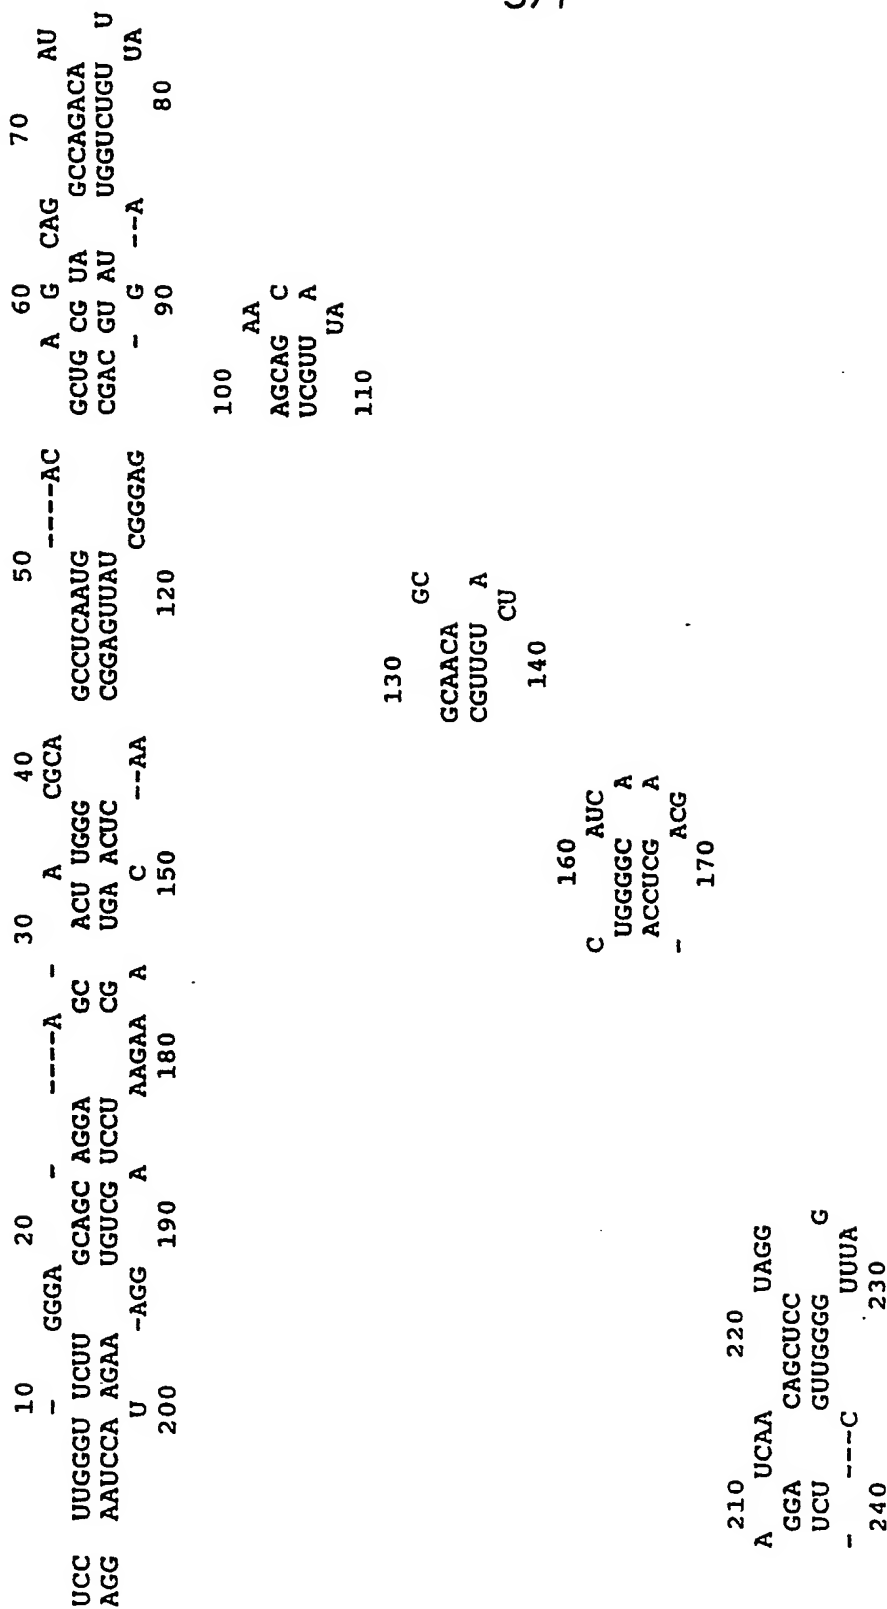 10 20 30 40 50 60 70
- GGGA - ----A - A CGCA ----AC A G CAG AU
UCC UUGGGU UCUU GCAGC AGGA GC ACU UGGG GCCUCAAUG GCUG CG UA GCCAGACA
AGG AAUCCA AGAA UGUCG UCCU CG UGA ACUC CGGAGUUAU CGAC GU AU UGGUCUGU U
U -AGG A AAGAA A C --AA CGGGAG - G --A UA
200 190 180 150 120 90 80
100
AA
AGCAG C
UCGUU A
UA
110
130
GC
GCAACA
CGUUGU A
CU
140
160
C AUC
UGGGGC A
ACCUCG A
- ACG
170
210 220
A UCAA UAGG
GGA CAGCUCC
UCU GUUGGGG G
- ---C UUUA
240 230